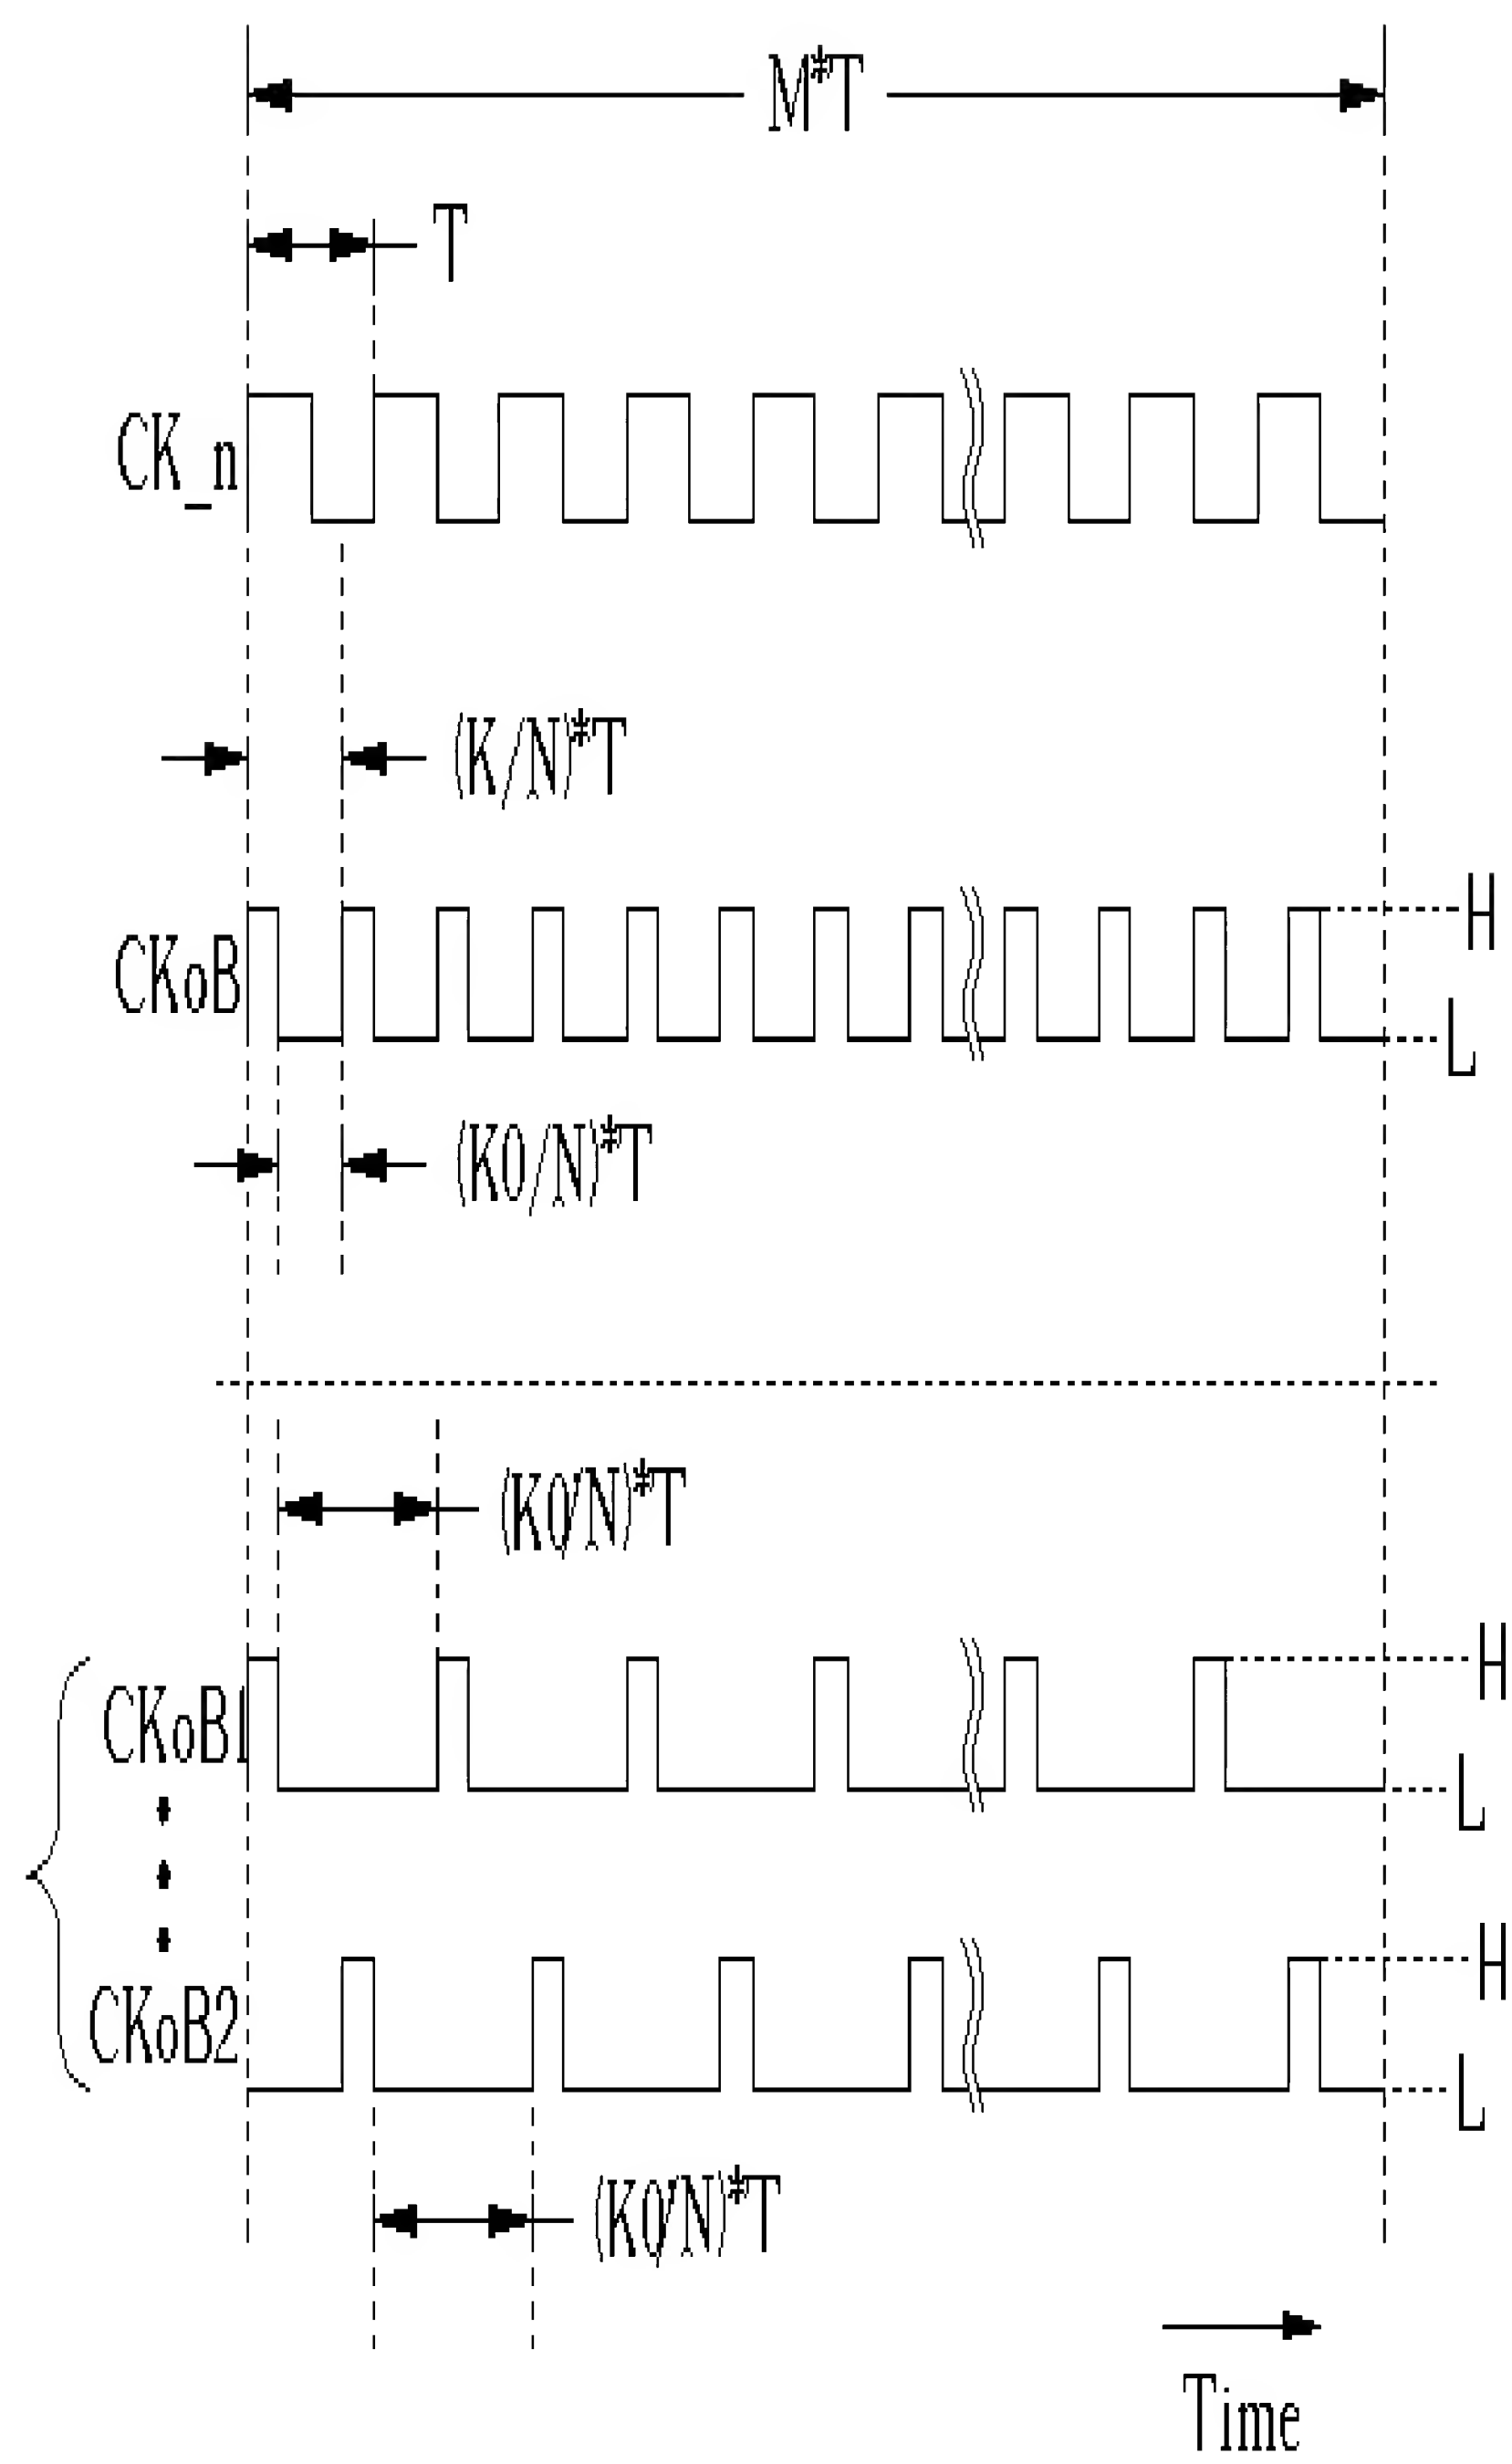 M*T
T
CK_n
(K/N)*T
CKoB
H
L
(K0/N)*T
(K0/N)*T
CKoB1
H
L
CKoB2
H
L
(K0/N)*T
Time